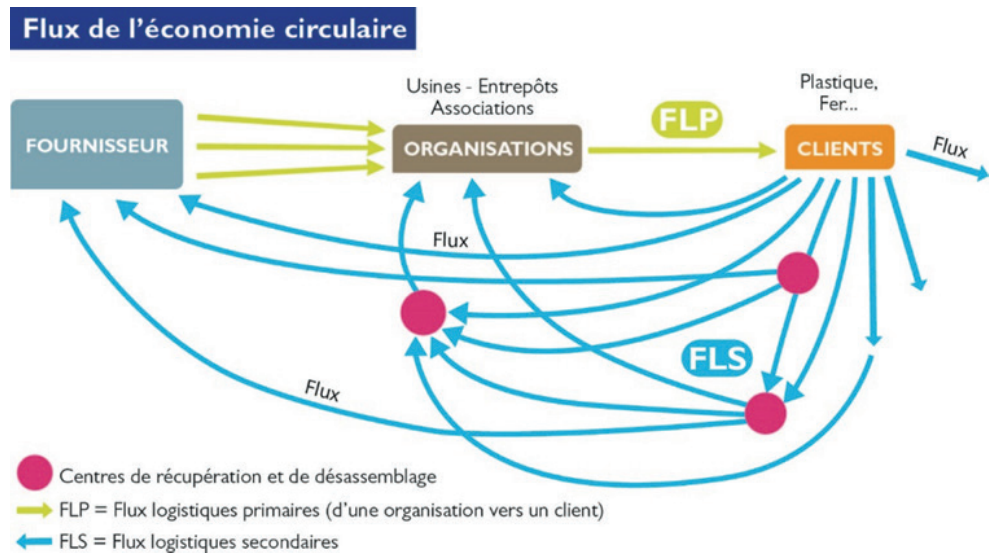 Flux de l’économie circulaire
Usines - Entrepôts
Associations
Plastique,
Fer...
FLP
FOURNISSEUR
ORGANISATIONS
CLIENTS
Flux
Flux
FLS
Flux
Centres de récupération et de désassemblage
FLP = Flux logistiques primaires (d’une organisation vers un client)
FLS = Flux logistiques secondaires